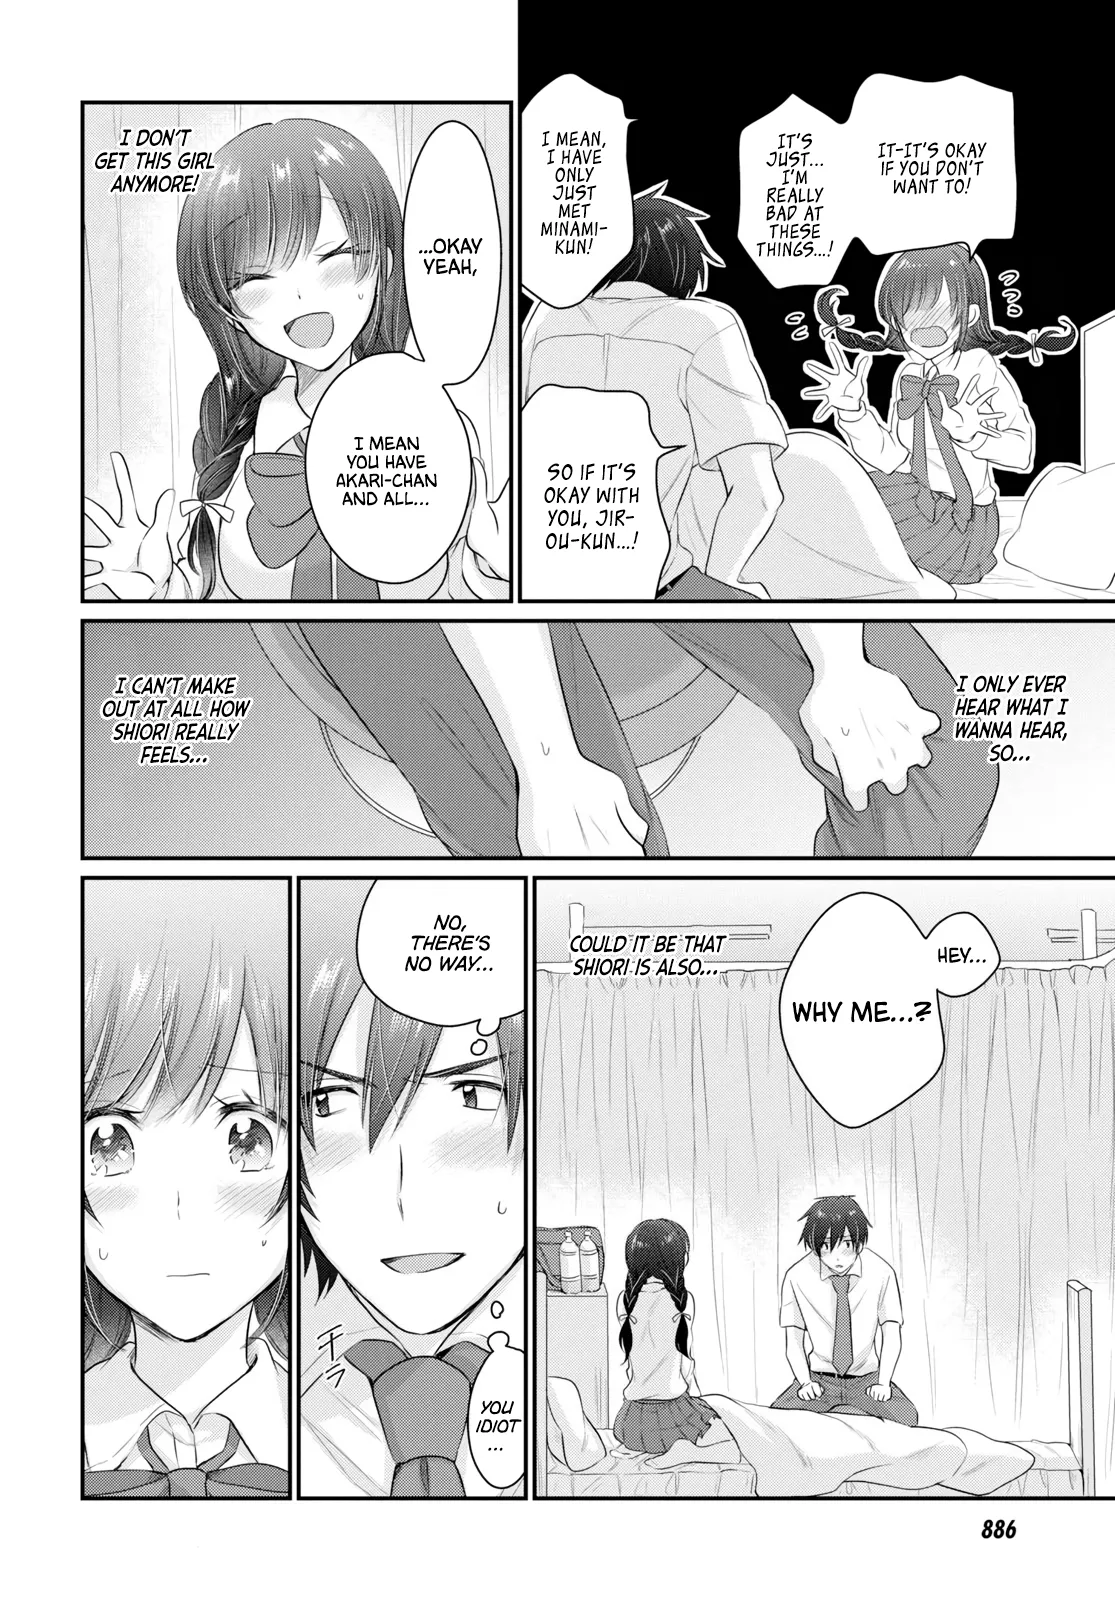 IT-IT'S OKAY
IF YOU DON'T
WANT TO!
IT'S
JUST...
I'M
REALLY
BAD AT
THESE
THINGS...!
I MEAN,
I HAVE
ONLY
JUST
MET
MINAMI-
KUN!
SO IF IT'S
OKAY WITH
YOU, JIR-
OU-KUN...!
...OKAY
YEAH,
I MEAN
YOU HAVE
AKARI-CHAN
AND ALL...
I DON'T
GET THIS GIRL
ANYMORE!
I ONLY EVER
HEAR WHAT I
WANNA HEAR,
SO...
I CAN'T MAKE
OUT AT ALL HOW
SHIORI REALLY
FEELS...
HEY...
WHY ME...?
COULD IT BE THAT
SHIORI IS ALSO...
NO,
THERE'S
NO WAY...
YOU
IDIOT
...
チラ
886